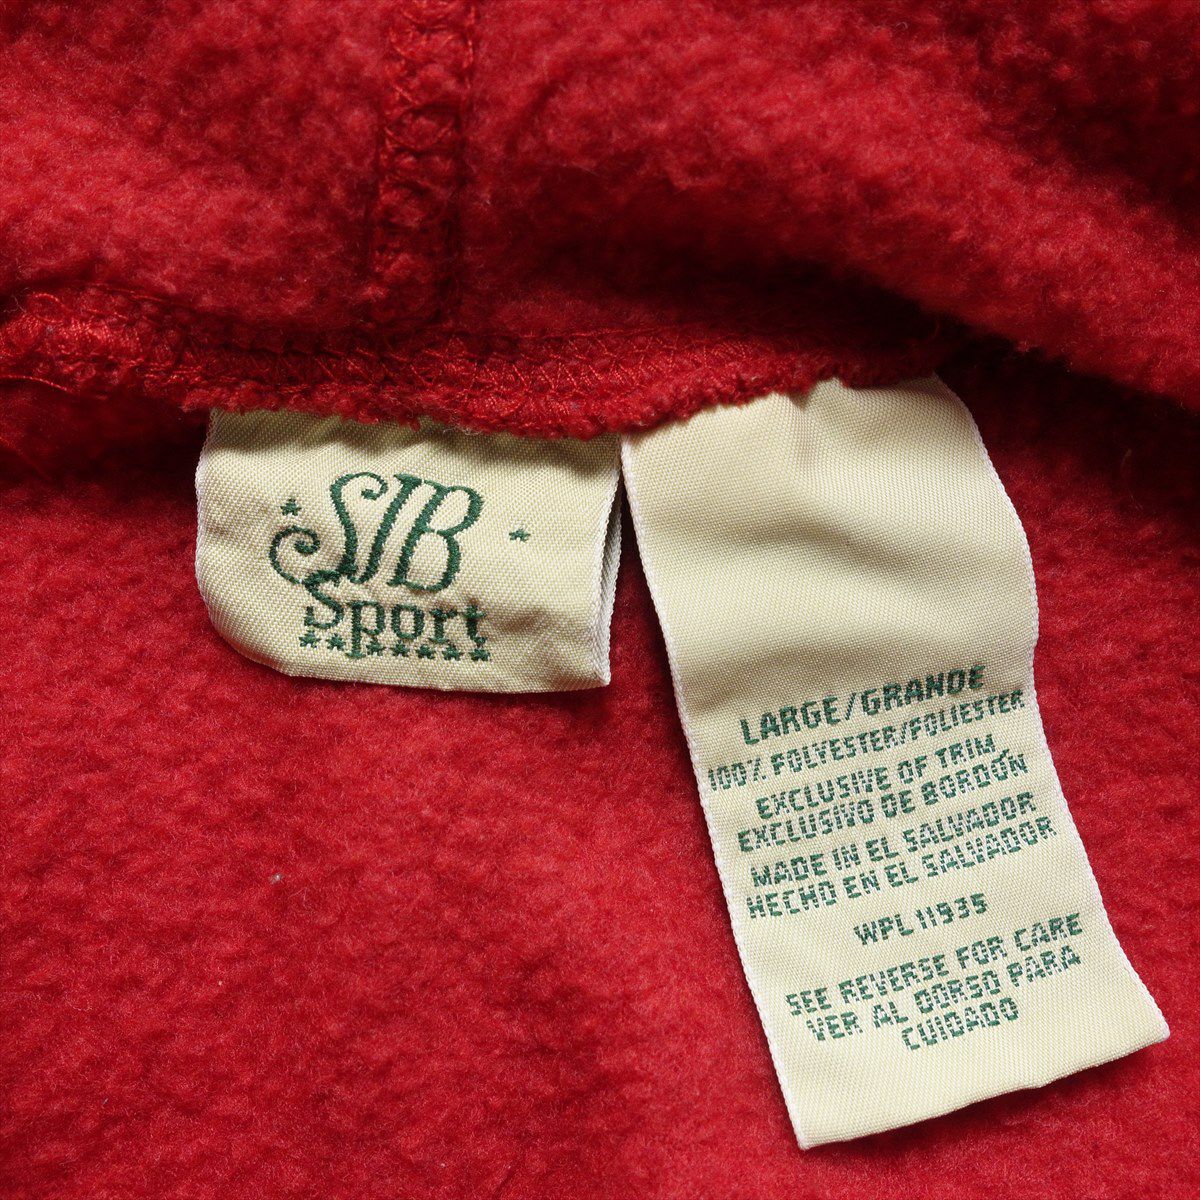 SJB
Sport
LARGE/GRANDE
100% POLYESTER/POLIESTER
EXCLUSIVE OF TRIM
EXCLUSIVO DE BORDÓN
MADE IN EL SALVADOR
HECHO EN EL SALVADOR
WPL 11935
SEE REVERSE FOR CARE
VER AL DORSO PARA
CUIDADO